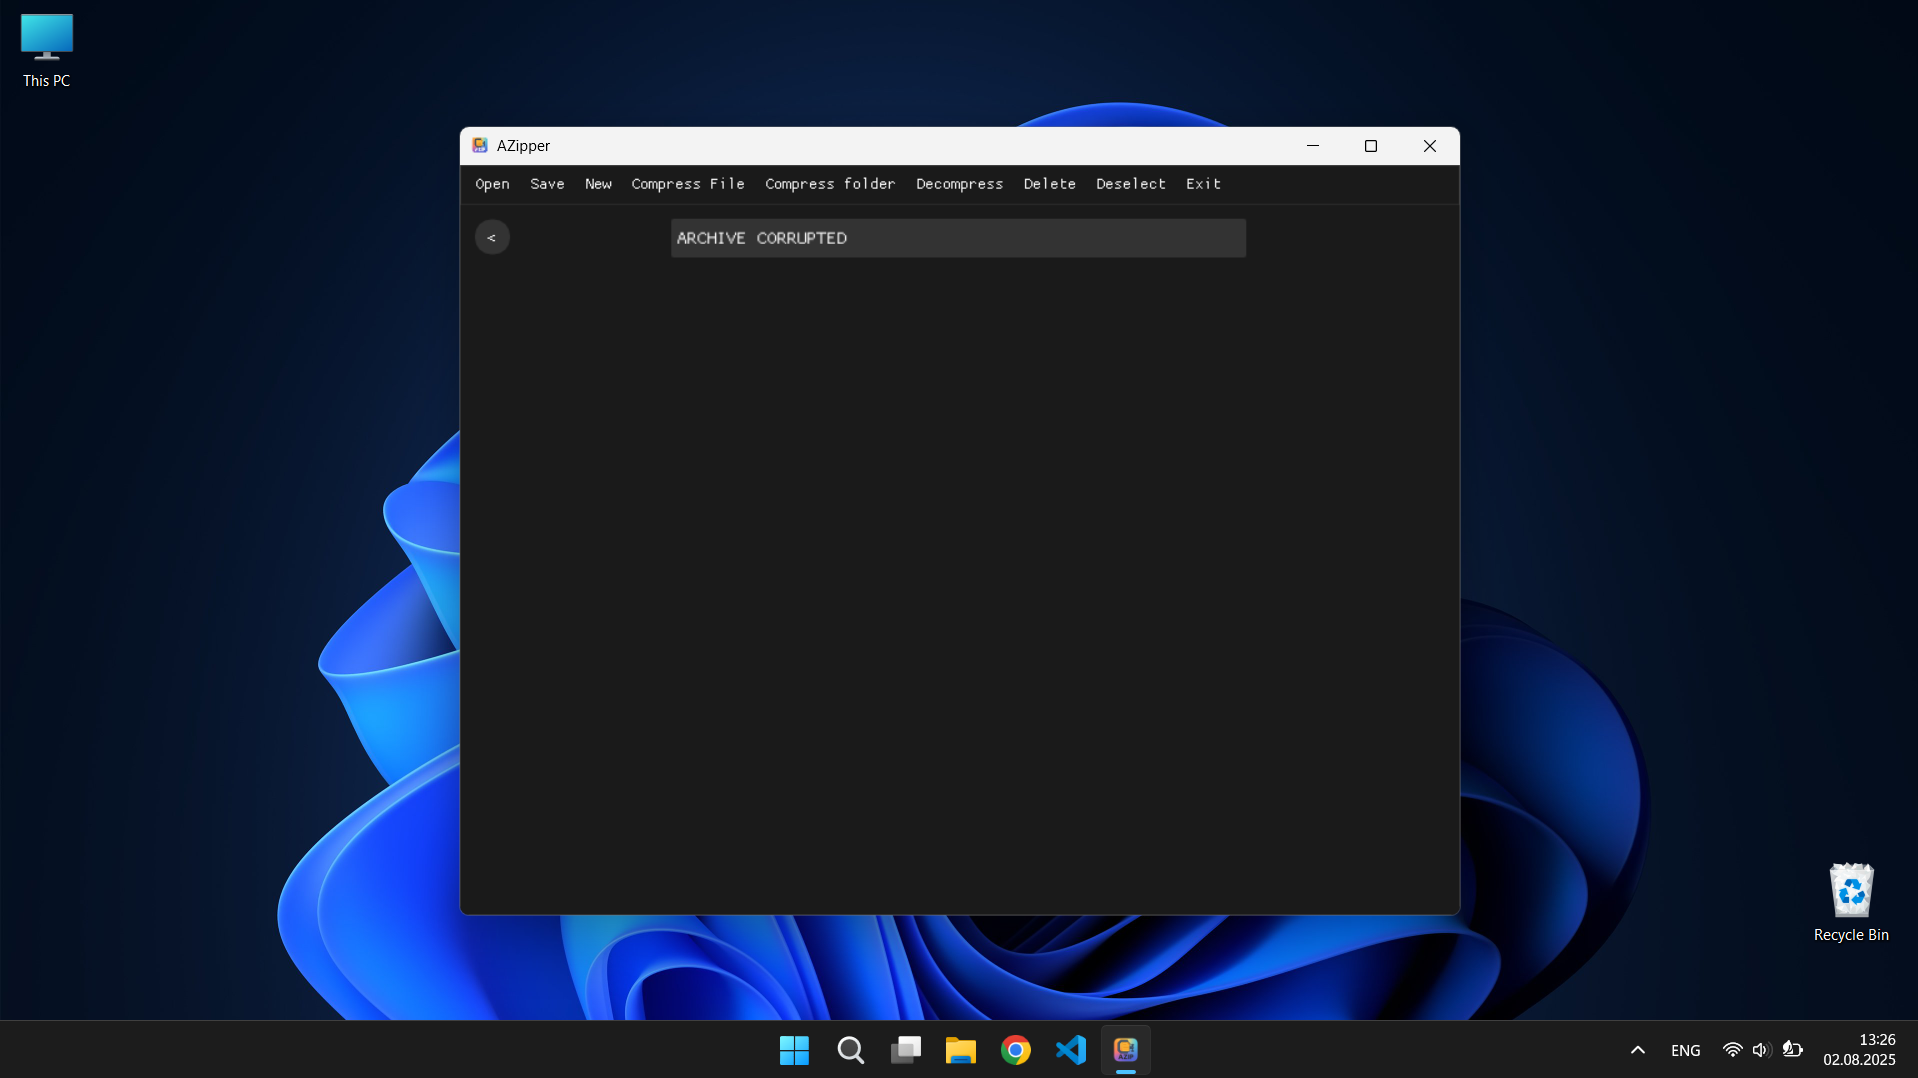 This PC
AZipper
Open Save New Compress File Compress folder Decompress Delete Deselect Exit
<
ARCHIVE CORRUPTED
Recycle Bin
AZIP
ENG
13:26
02.08.2025